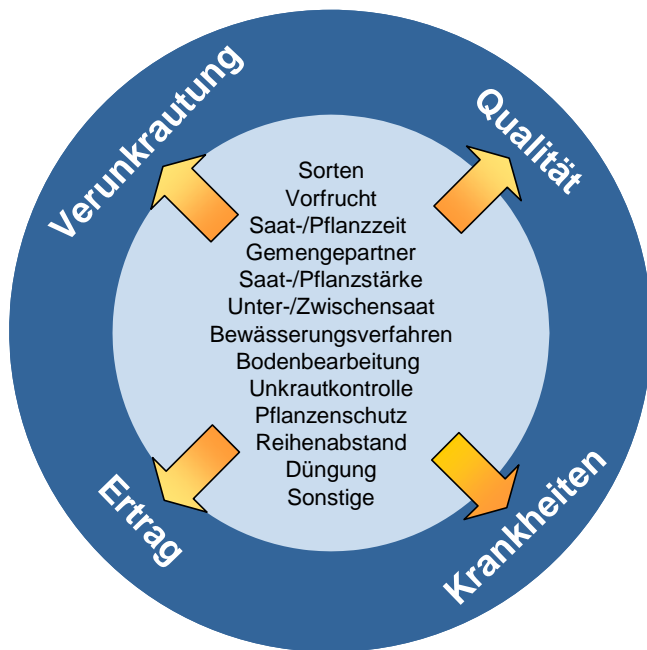 Verunkrautung
Qualität
Sorten
Vorfrucht
Saat-/Pflanzzeit
Gemengepartner
Saat-/Pflanzstärke
Unter-/Zwischensaat
Bewässerungsverfahren
Bodenbearbeitung
Unkrautkontrolle
Pflanzenschutz
Reihenabstand
Düngung
Sonstige
Ertrag
Krankheiten